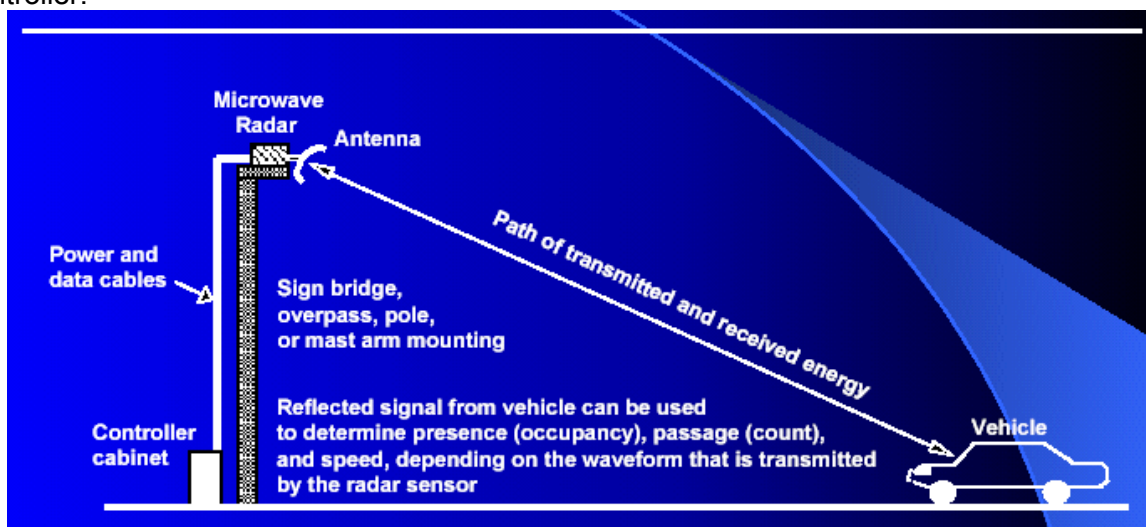 ntroller.
Microwave
Radar
Antenna
Path of transmitted and received energy
Power and
data cables
Sign bridge,
overpass, pole,
or mast arm mounting
Reflected signal from vehicle can be used
to determine presence (occupancy), passage (count),
and speed, depending on the waveform that is transmitted
by the radar sensor
Controller
cabinet
Vehicle